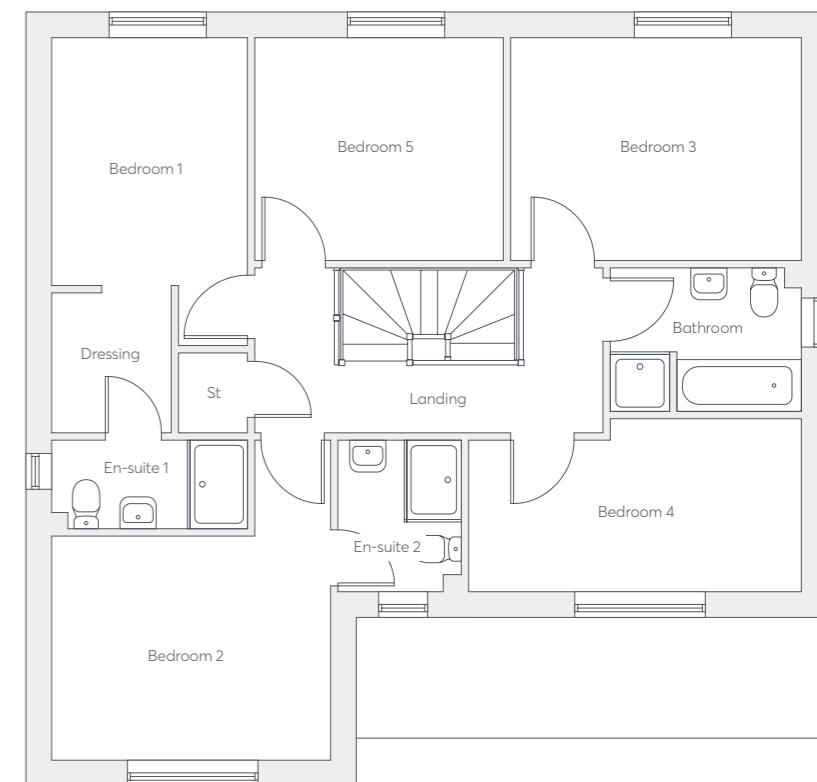 Bedroom 5
Bedroom 3
Bedroom 1
Bathroom
Dressing
St
Landing
En-suite 1
Bedroom 4
En-suite 2
Bedroom 2